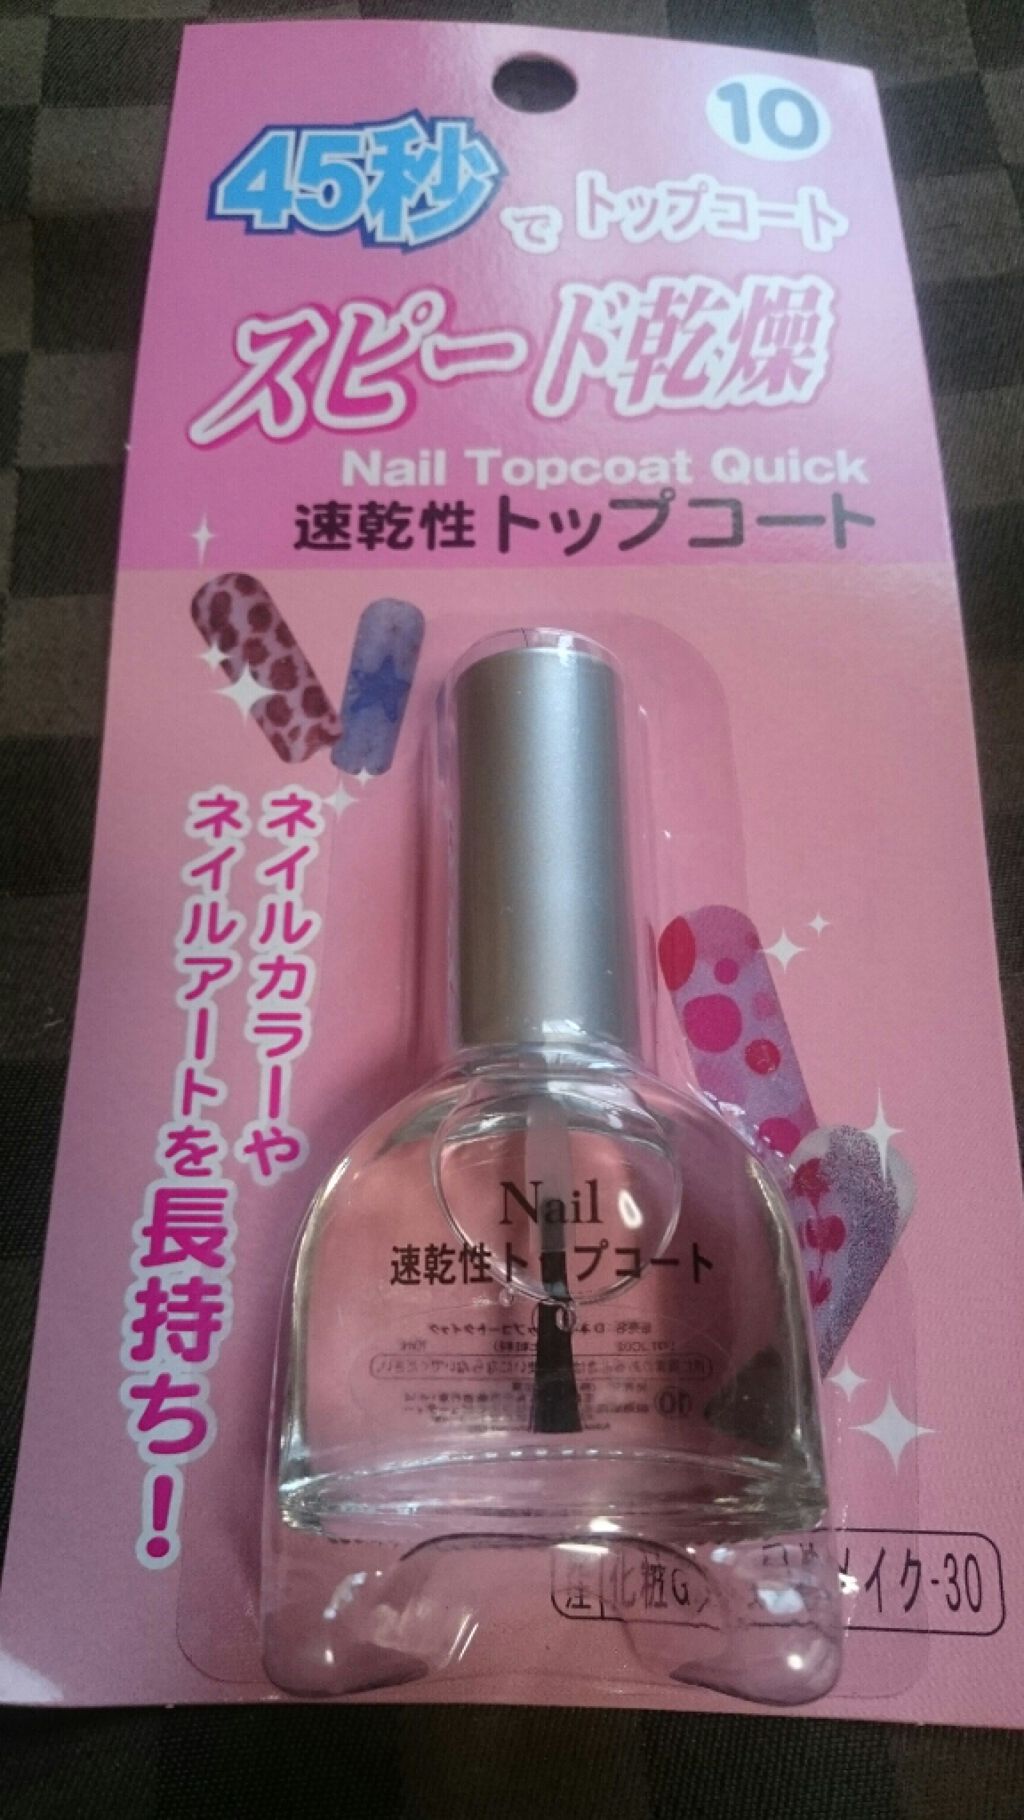 10
45秒でトップコート
スピード乾燥
Nail Topcoat Quick
速乾性トップコート
ネイルカラーや
ネイルアートを長持ち!
Nail
速乾性トップコート
化粧G
メイク-30